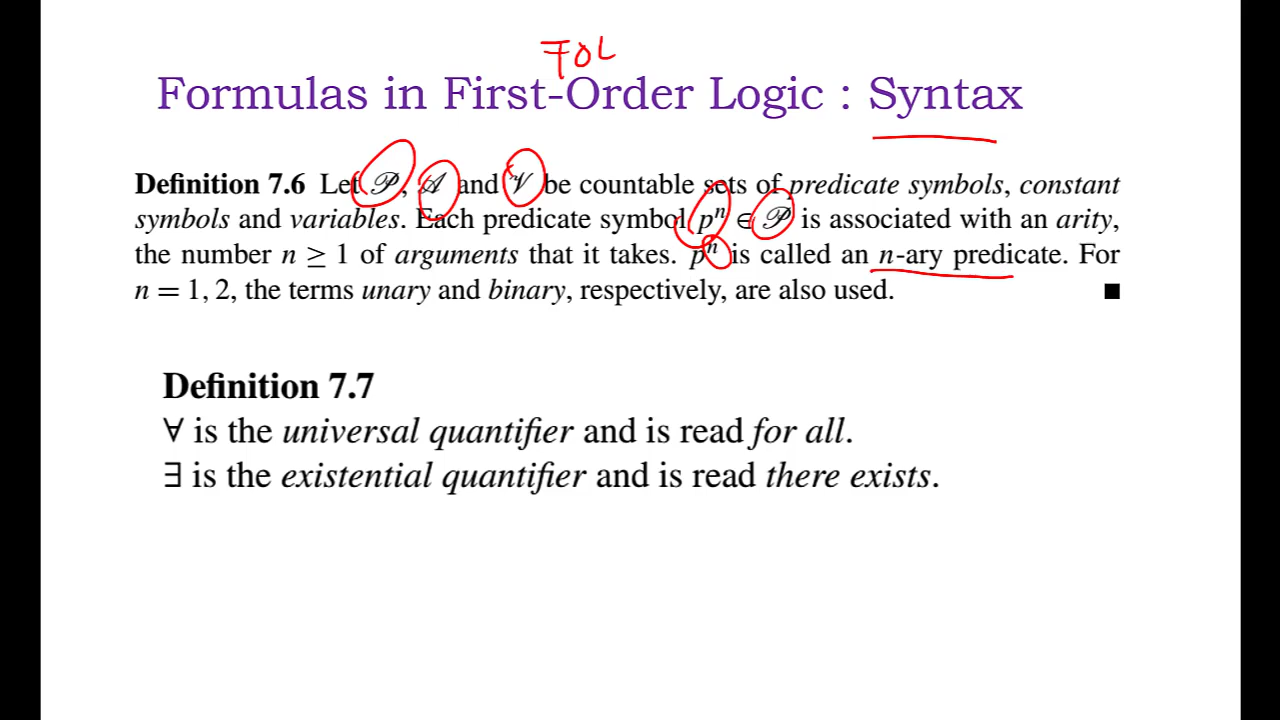 FOL
Formulas in First-Order Logic : Syntax
Definition 7.6 Let 𝒫, 𝒜 and 𝒱 be countable sets of predicate symbols, constant
symbols and variables. Each predicate symbol pⁿ ∈ 𝒫 is associated with an arity,
the number n ≥ 1 of arguments that it takes. pⁿ is called an n-ary predicate. For
n = 1, 2, the terms unary and binary, respectively, are also used. ■
Definition 7.7
∀ is the universal quantifier and is read for all.
∃ is the existential quantifier and is read there exists.